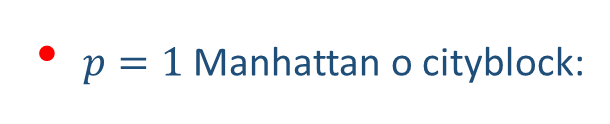 • p = 1 Manhattan o cityblock: